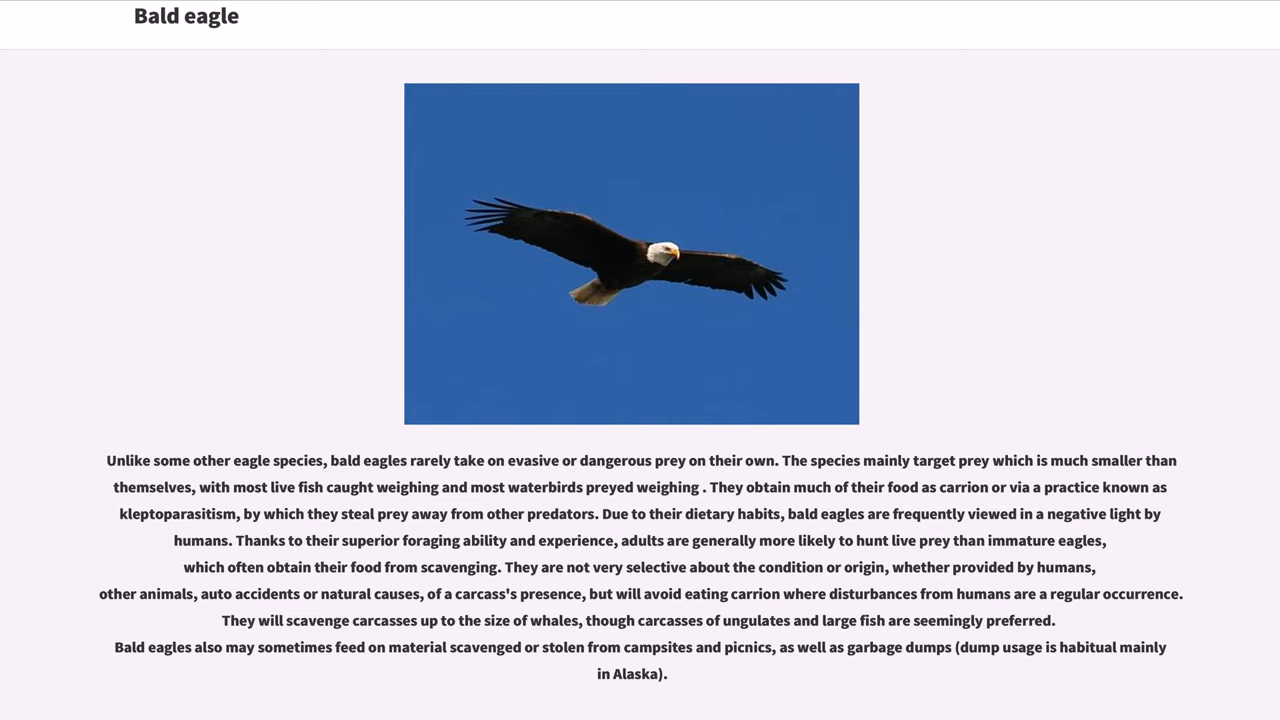 Bald eagle
Unlike some other eagle species, bald eagles rarely take on evasive or dangerous prey on their own. The species mainly target prey which is much smaller than
themselves, with most live fish caught weighing and most waterbirds preyed weighing . They obtain much of their food as carrion or via a practice known as
kleptoparasitism, by which they steal prey away from other predators. Due to their dietary habits, bald eagles are frequently viewed in a negative light by
humans. Thanks to their superior foraging ability and experience, adults are generally more likely to hunt live prey than immature eagles,
which often obtain their food from scavenging. They are not very selective about the condition or origin, whether provided by humans,
other animals, auto accidents or natural causes, of a carcass's presence, but will avoid eating carrion where disturbances from humans are a regular occurrence.
They will scavenge carcasses up to the size of whales, though carcasses of ungulates and large fish are seemingly preferred.
Bald eagles also may sometimes feed on material scavenged or stolen from campsites and picnics, as well as garbage dumps (dump usage is habitual mainly
in Alaska).